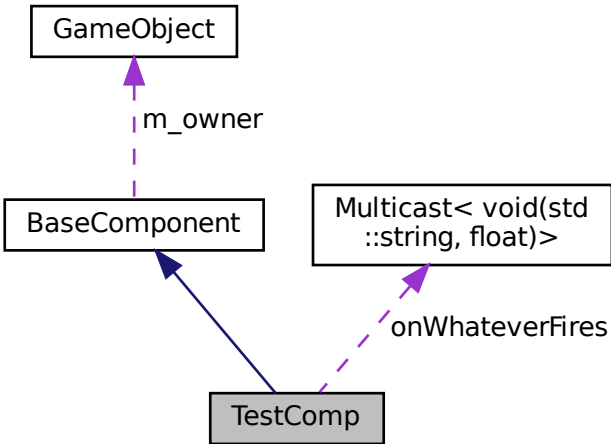 GameObject
m_owner
BaseComponent
Multicast< void(std
::string, float)>
onWhateverFires
TestComp